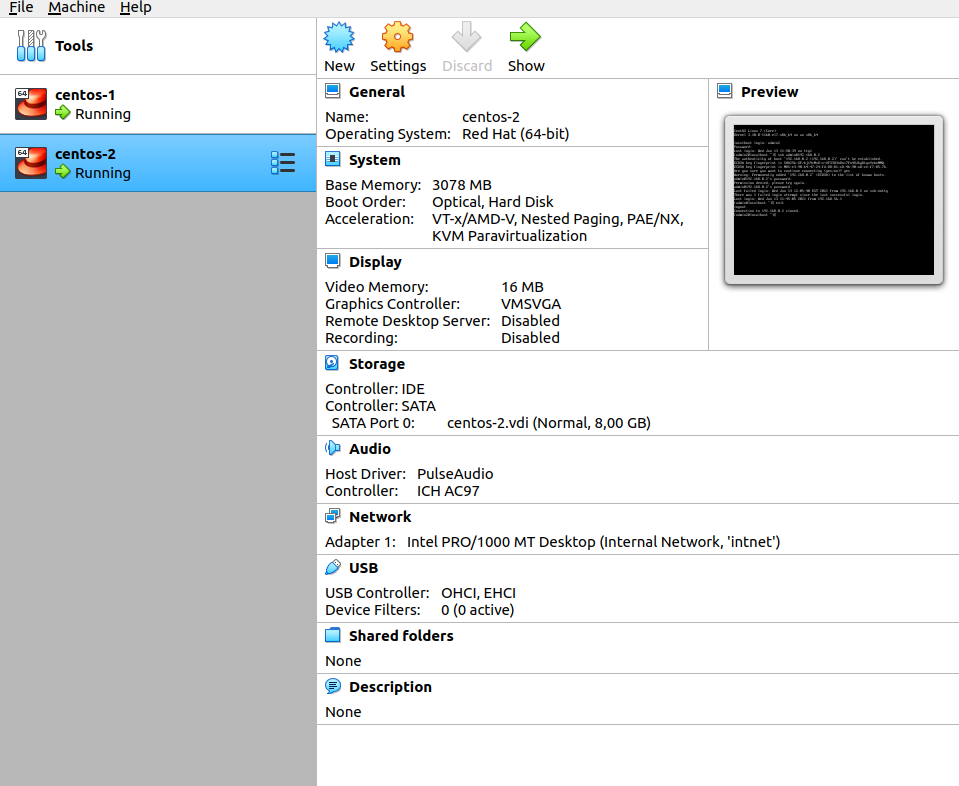 File Machine Help
Tools
New Settings Discard Show
64 centos-1
Running
64 centos-2
Running
General
Name: centos-2
Operating System: Red Hat (64-bit)
System
Base Memory: 3078 MB
Boot Order: Optical, Hard Disk
Acceleration: VT-x/AMD-V, Nested Paging, PAE/NX,
KVM Paravirtualization
Display
Video Memory: 16 MB
Graphics Controller: VMSVGA
Remote Desktop Server: Disabled
Recording: Disabled
Preview
Storage
Controller: IDE
Controller: SATA
SATA Port 0: centos-2.vdi (Normal, 8,00 GB)
Audio
Host Driver: PulseAudio
Controller: ICH AC97
Network
Adapter 1: Intel PRO/1000 MT Desktop (Internal Network, 'intnet')
USB
USB Controller: OHCI, EHCI
Device Filters: 0 (0 active)
Shared folders
None
Description
None